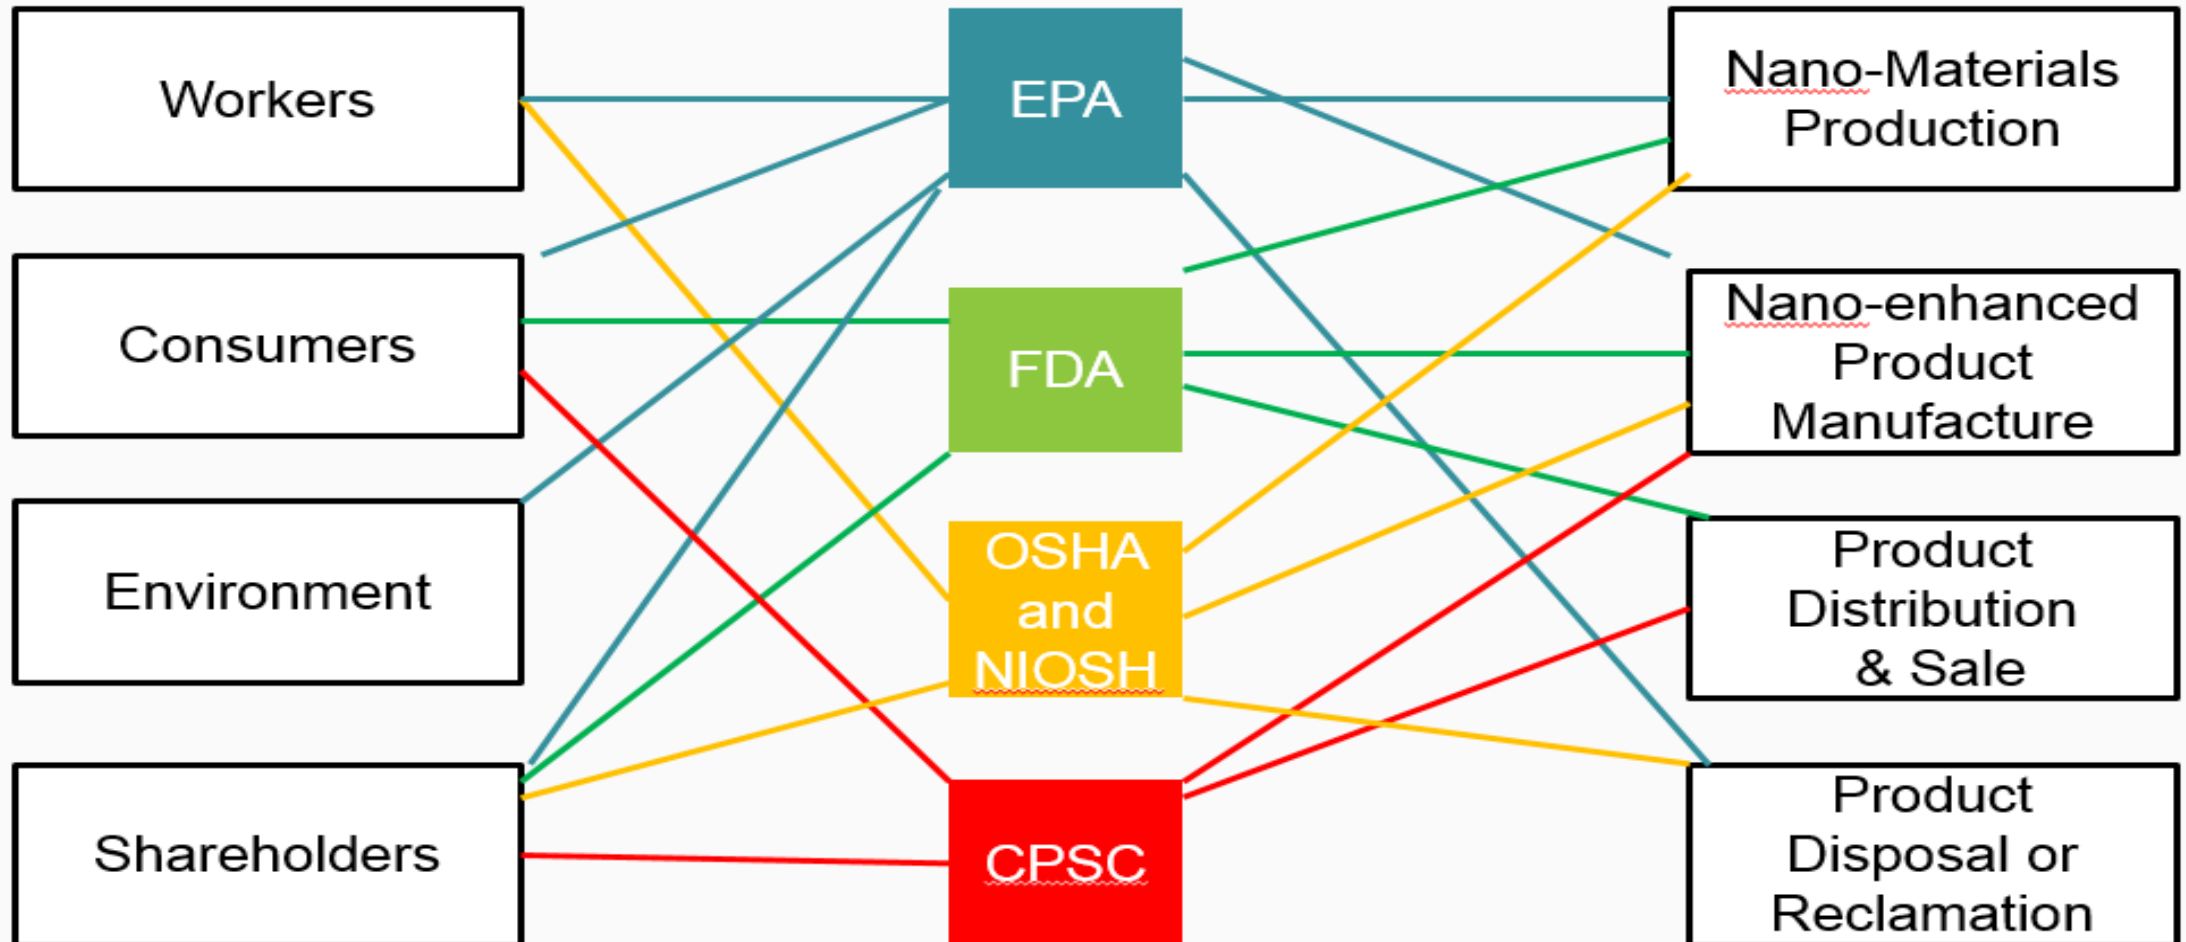 Workers
Consumers
Environment
Shareholders
EPA
FDA
OSHA
and
NIOSH
CPSC
Nano-Materials
Production
Nano-enhanced
Product
Manufacture
Product
Distribution
& Sale
Product
Disposal or
Reclamation